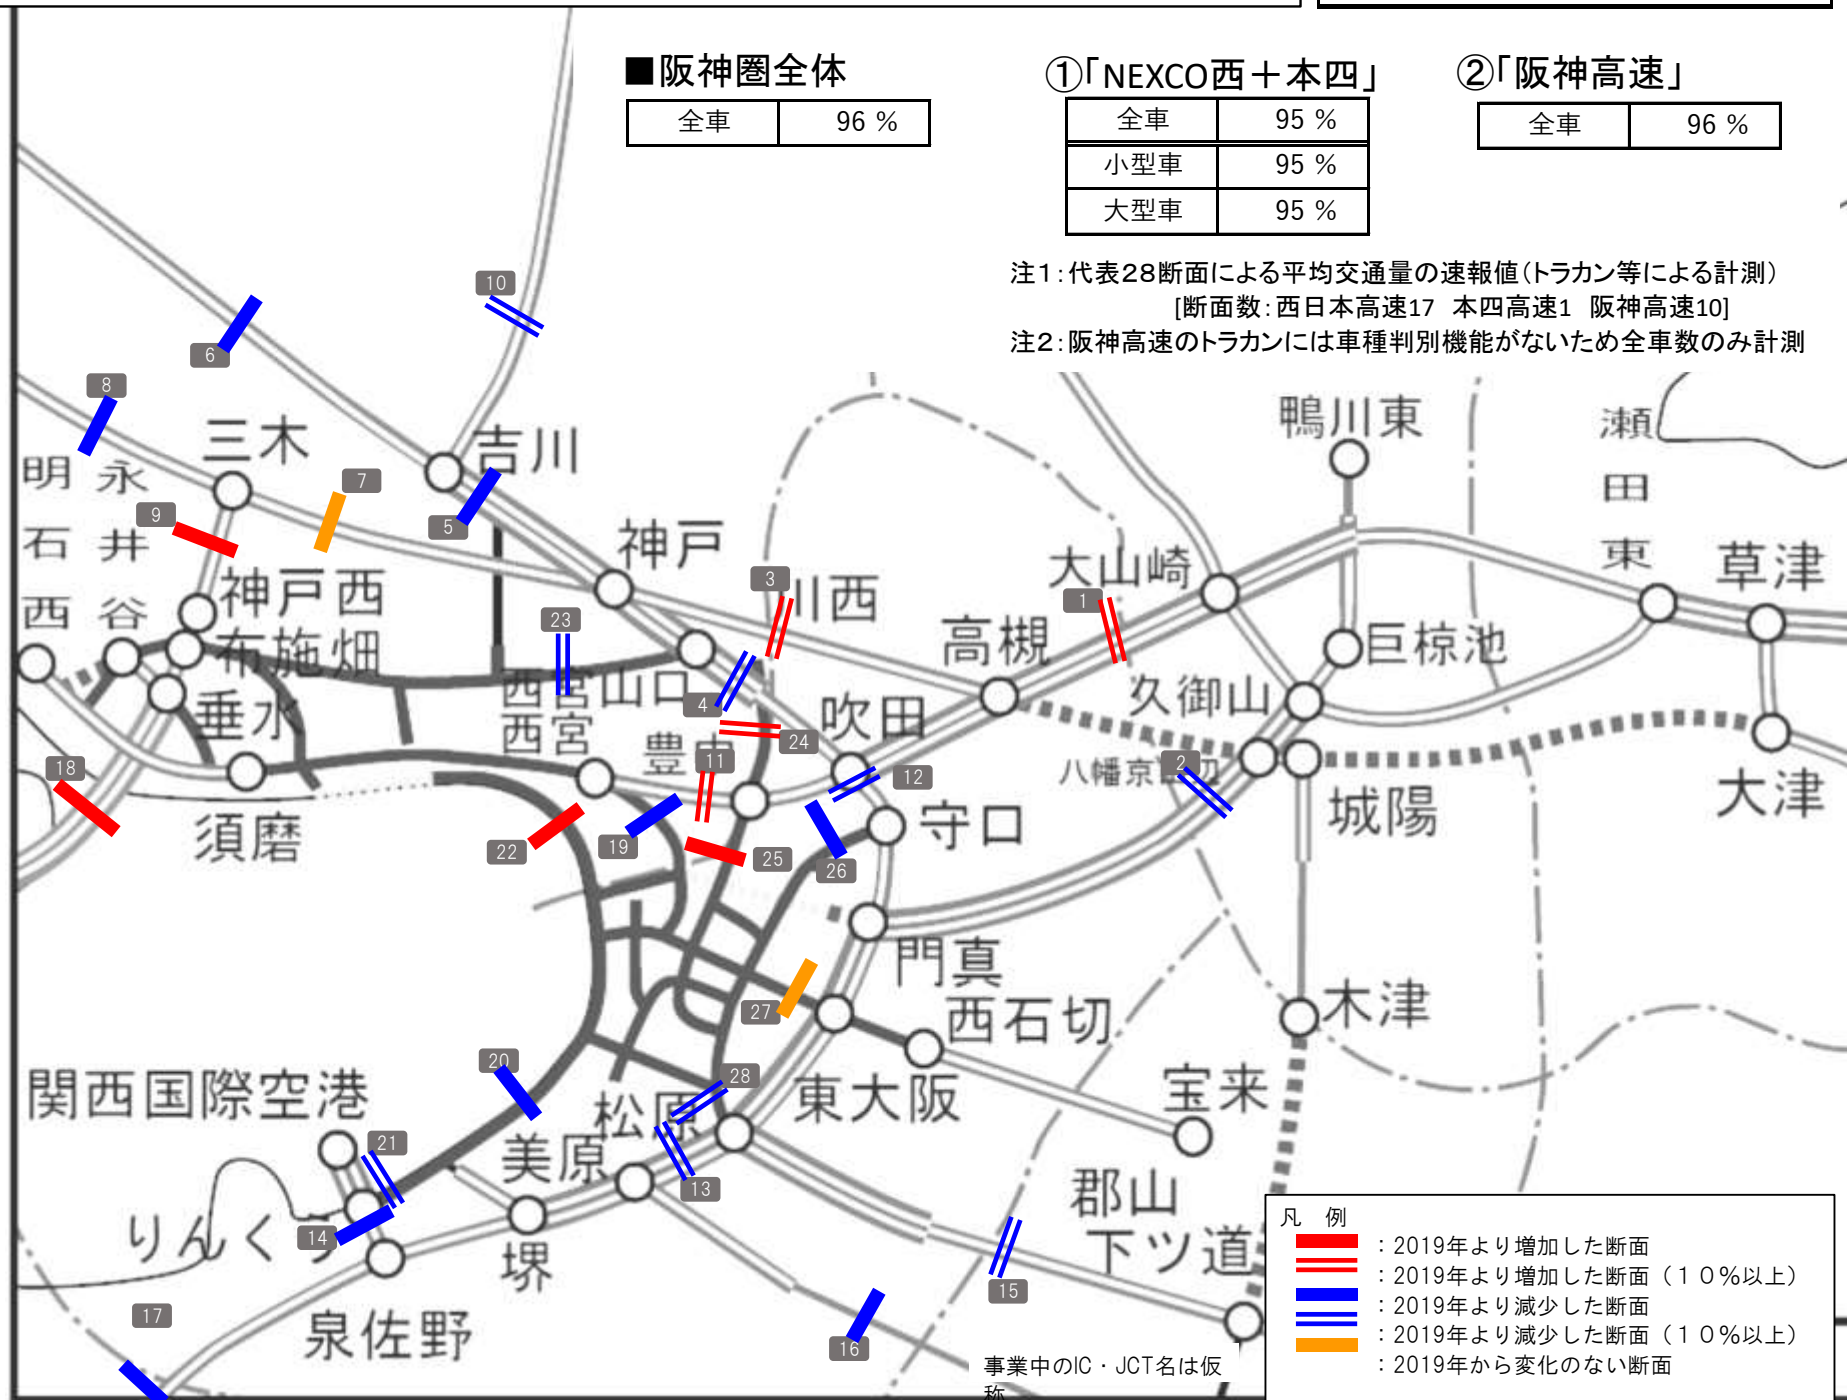 ■阪神圏全体
全車 96 %
①「NEXCO西＋本四」
全車 95 %
小型車 95 %
大型車 95 %
②「阪神高速」
全車 96 %
注１：代表２８断面による平均交通量の速報値（トラカン等による計測）
[断面数：西日本高速17 本四高速1 阪神高速10]
注２：阪神高速のトラカンには車種判別機能がないため全車数のみ計測
10
6
8
三木
吉川
鴨川東
瀬田東
明石西
永井谷
7
9
5
神戸
大山崎
草津
神戸西
3
川西
1
布施畑
23
高槻
巨椋池
西宮山口
4
久御山
垂水
西宮
24
吹田
豊中
11
12
八幡京田辺
2
18
大津
須磨
22
19
25
26
守口
城陽
門真
27
西石切
木津
20
28
東大阪
宝来
関西国際空港
松原
21
美原
13
郡山
りんくう
14
堺
下ツ道
15
17
泉佐野
16
事業中のIC・JCT名は仮
称
凡 例
：2019年より増加した断面
：2019年より増加した断面（１０％以上）
：2019年より減少した断面
：2019年より減少した断面（１０％以上）
：2019年から変化のない断面